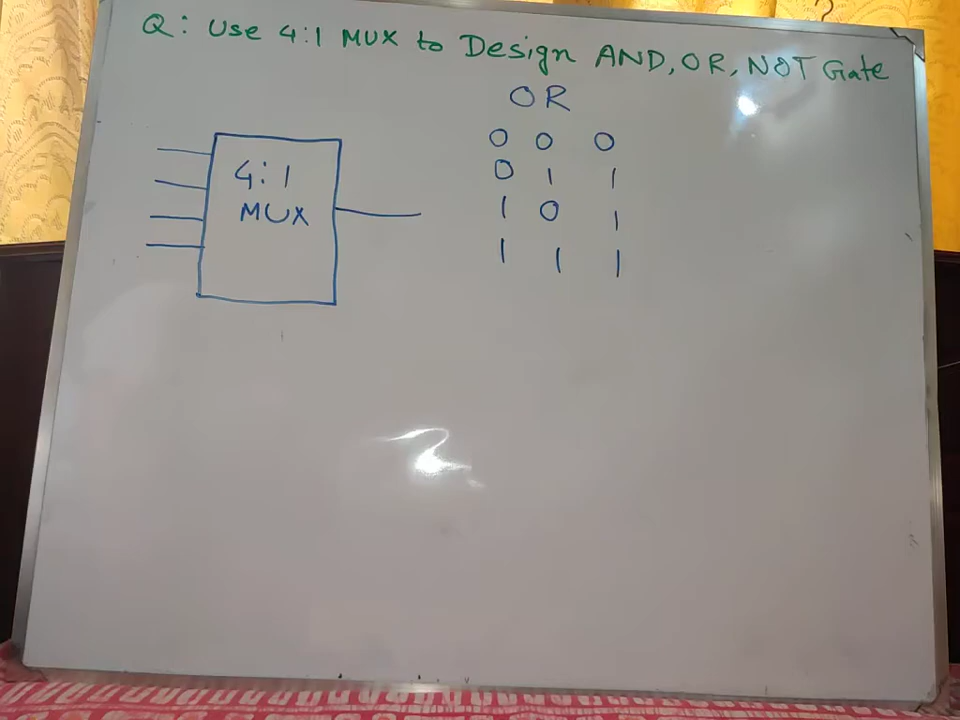 Q: Use 4:1 MUX to Design AND, OR, NOT Gate
4:1
MUX
OR
0 0 0
0 1 1
1 0 1
1 1 1